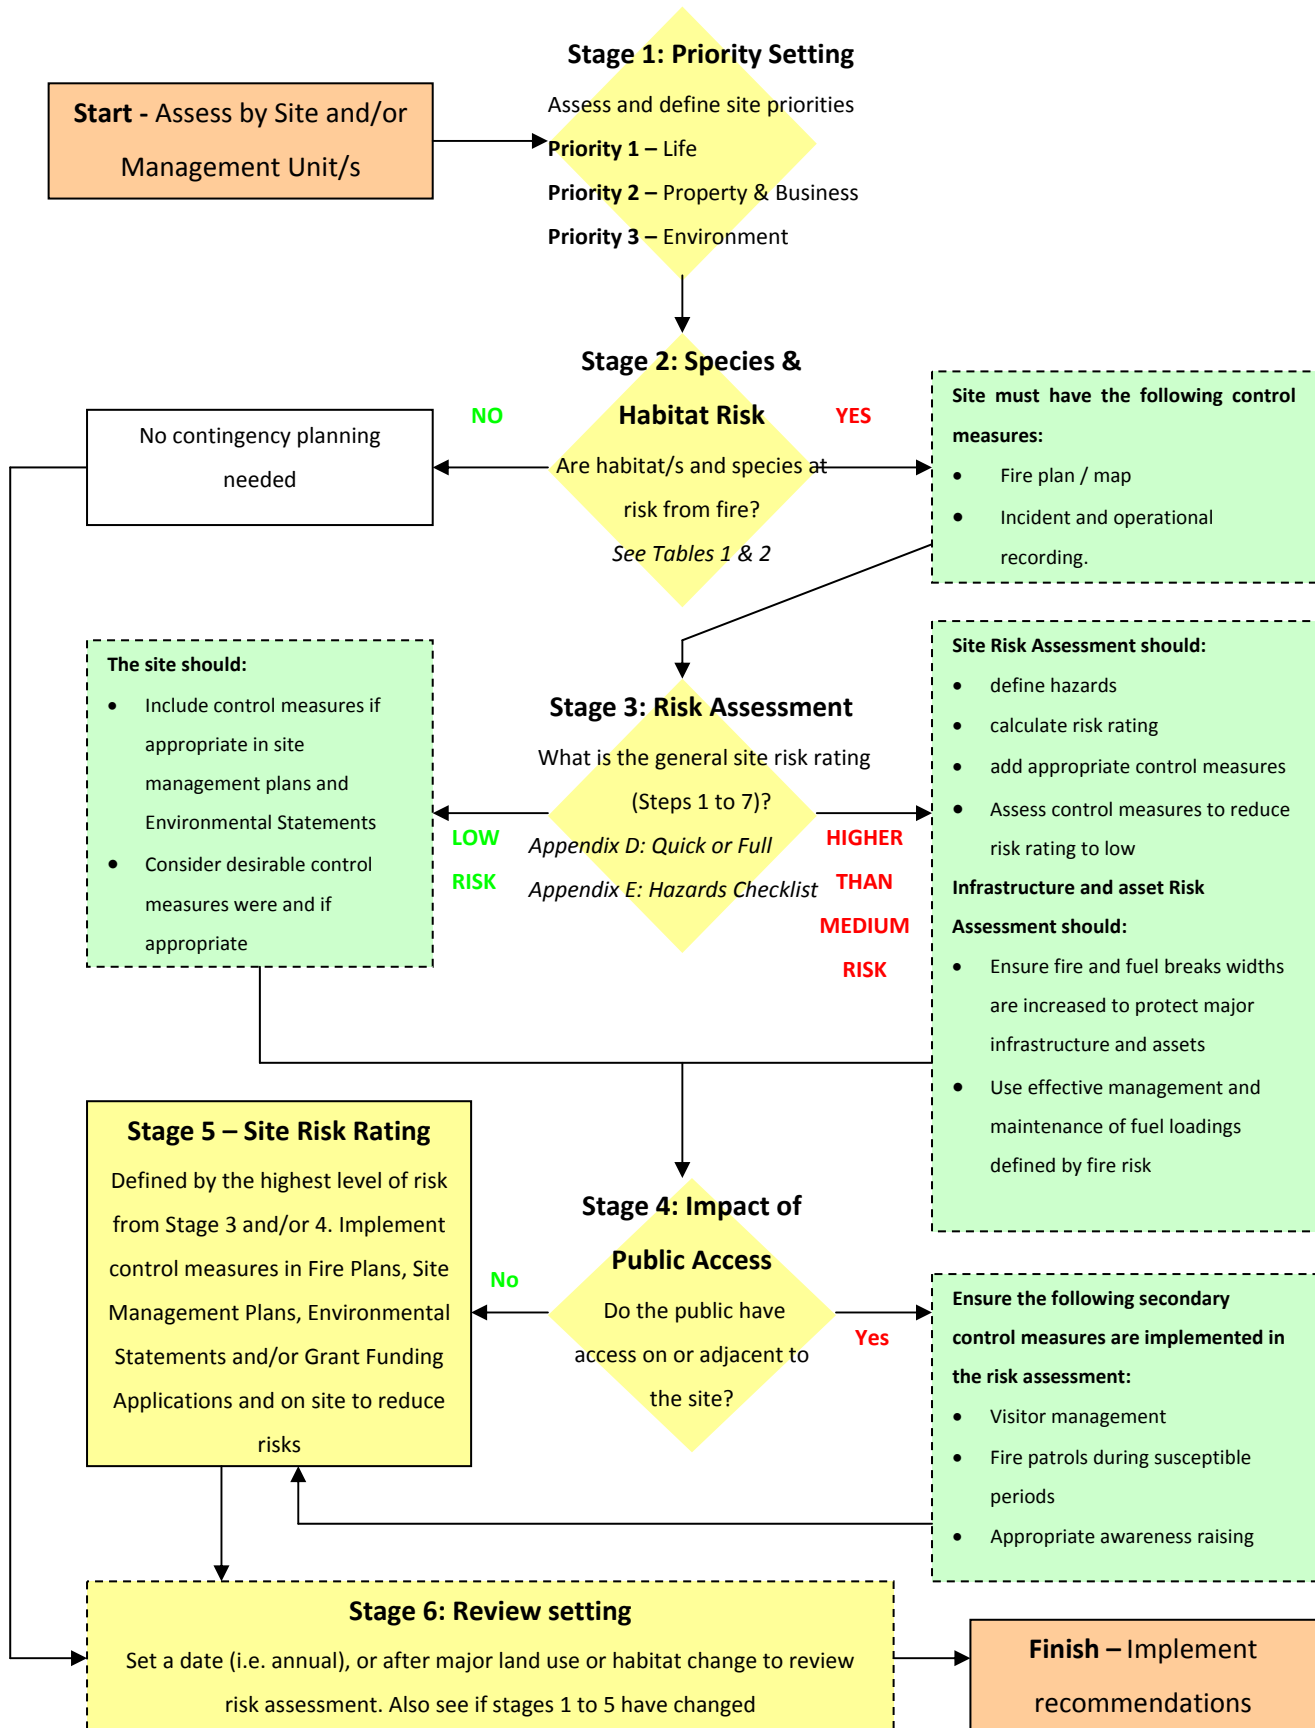 Start - Assess by Site and/or
Management Unit/s
Stage 1: Priority Setting
Assess and define site priorities
Priority 1 – Life
Priority 2 – Property & Business
Priority 3 – Environment
Stage 2: Species &
Habitat Risk
Are habitat/s and species at
risk from fire?
See Tables 1 & 2
NO
YES
No contingency planning
needed
Site must have the following control
measures:
• Fire plan / map
• Incident and operational
recording.
Stage 3: Risk Assessment
What is the general site risk rating
(Steps 1 to 7)?
Appendix D: Quick or Full
Appendix E: Hazards Checklist
LOW
RISK
HIGHER
THAN
MEDIUM
RISK
The site should:
• Include control measures if
appropriate in site
management plans and
Environmental Statements
• Consider desirable control
measures were and if
appropriate
Site Risk Assessment should:
• define hazards
• calculate risk rating
• add appropriate control measures
• Assess control measures to reduce
risk rating to low
Infrastructure and asset Risk
Assessment should:
• Ensure fire and fuel breaks widths
are increased to protect major
infrastructure and assets
• Use effective management and
maintenance of fuel loadings
defined by fire risk
Stage 4: Impact of
Public Access
Do the public have
access on or adjacent to
the site?
No
Yes
Ensure the following secondary
control measures are implemented in
the risk assessment:
• Visitor management
• Fire patrols during susceptible
periods
• Appropriate awareness raising
Stage 5 – Site Risk Rating
Defined by the highest level of risk
from Stage 3 and/or 4. Implement
control measures in Fire Plans, Site
Management Plans, Environmental
Statements and/or Grant Funding
Applications and on site to reduce
risks
Stage 6: Review setting
Set a date (i.e. annual), or after major land use or habitat change to review
risk assessment. Also see if stages 1 to 5 have changed
Finish – Implement
recommendations